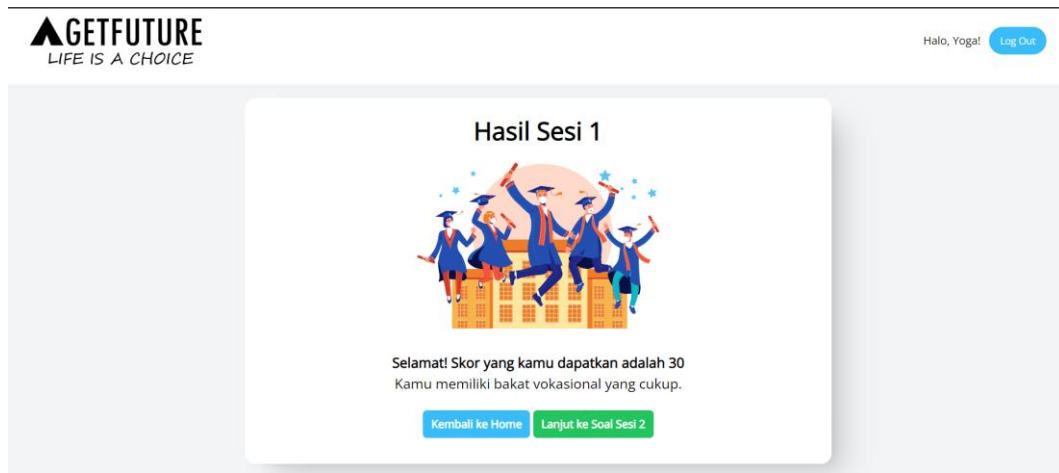 GETFUTURE
LIFE IS A CHOICE
Halo, Yoga!
Log Out
Hasil Sesi 1
Selamat! Skor yang kamu dapatkan adalah 30
Kamu memiliki bakat vokasional yang cukup.
Kembali ke Home
Lanjut ke Soal Sesi 2